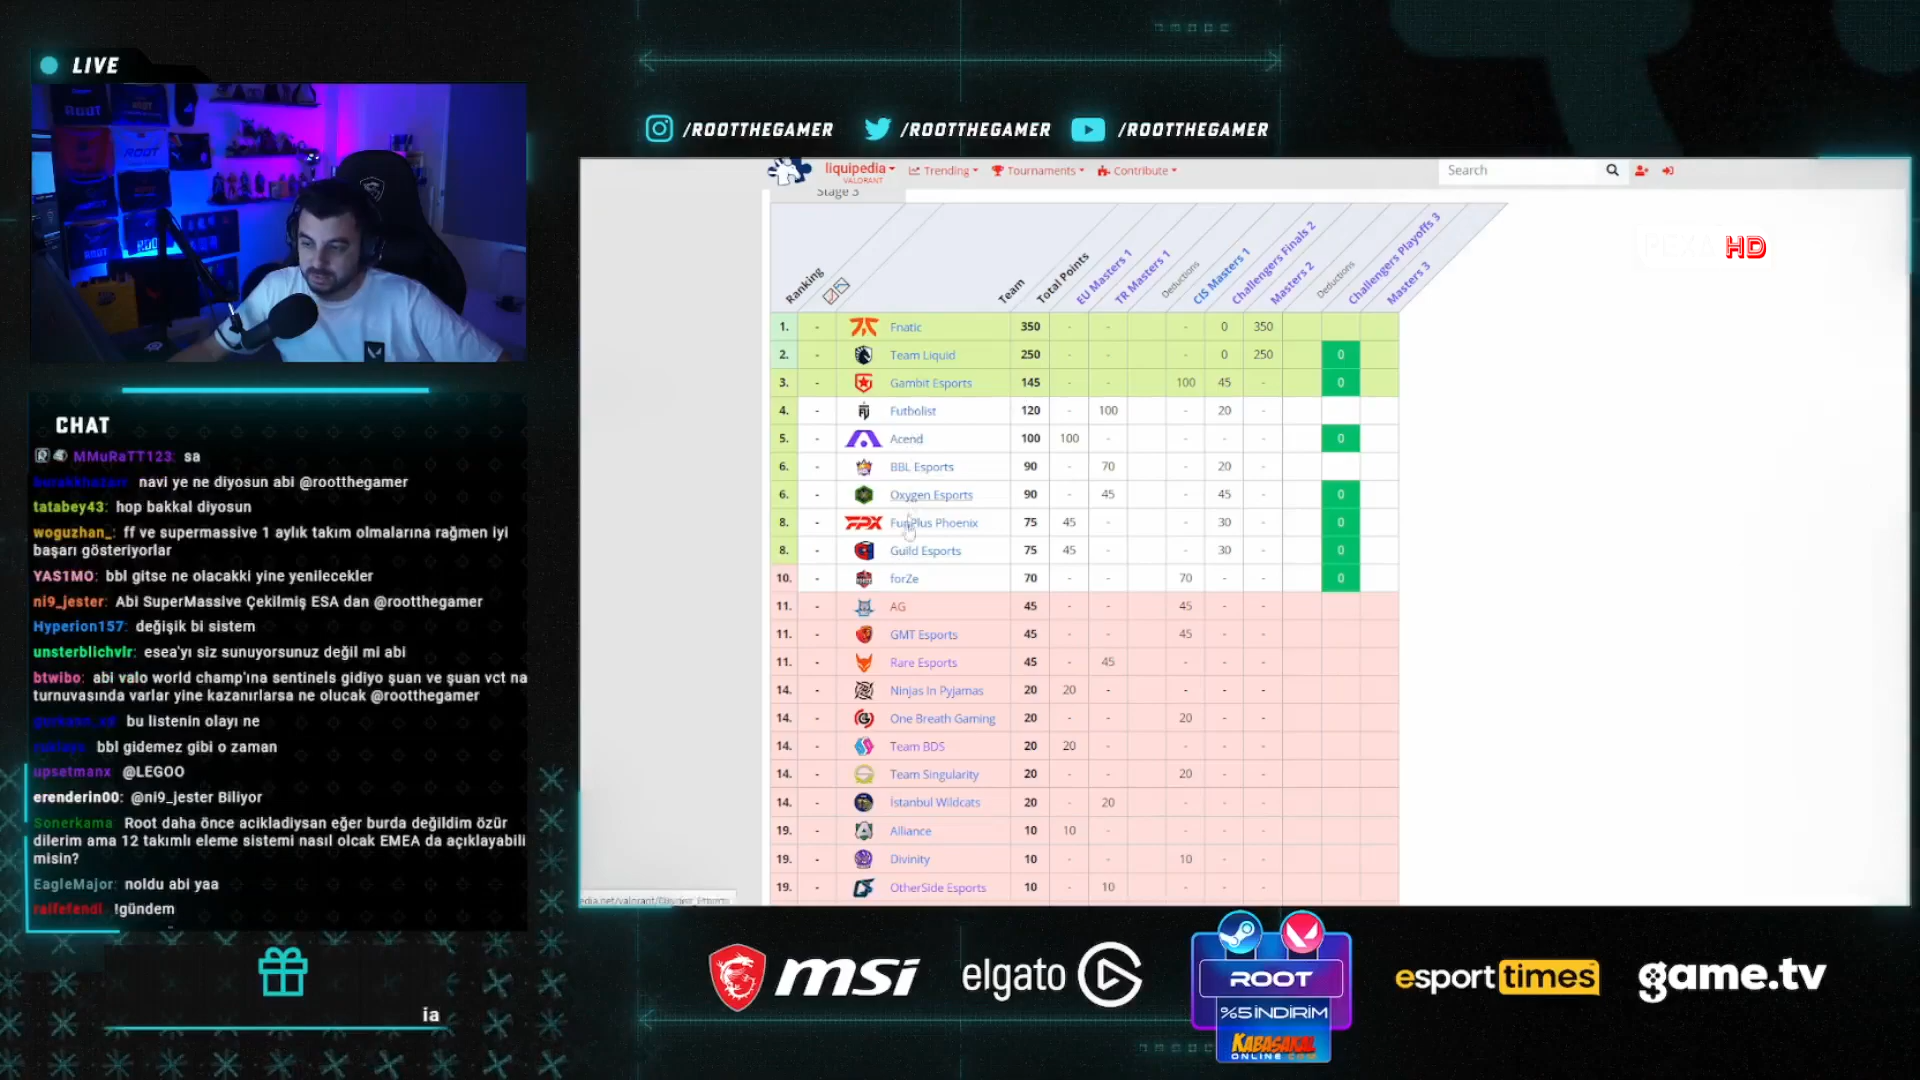 LIVE
/ROOTTHEGAMER /ROOTTHEGAMER /ROOTTHEGAMER
liquipedia
VALORANT
Trending Tournaments Contribute Search
Stage 3
HD
Ranking Team Total Points EU Masters 1 TR Masters 1 Deductions CIS Masters 1 Challengers Finals 2 Masters 2 Deductions Challengers Playoffs 3 Masters 3
1. - Fnatic 350 - - - 0 350
2. - Team Liquid 250 - - - 0 250 0
3. - Gambit Esports 145 - - 100 45 - 0
4. - Futbolist 120 - 100 - 20 -
5. - Acend 100 100 - - - - 0
6. - BBL Esports 90 - 70 - 20 -
6. - Oxygen Esports 90 - 45 - 45 - 0
8. - FunPlus Phoenix 75 45 - - 30 - 0
8. - Guild Esports 75 45 - - 30 - 0
10. - forZe 70 - - 70 - - 0
11. - AG 45 - - 45 - -
11. - GMT Esports 45 - - 45 - -
11. - Rare Esports 45 - 45 - - -
14. - Ninjas In Pyjamas 20 20 - - - -
14. - One Breath Gaming 20 - - 20 - -
14. - Team BDS 20 20 - - - -
14. - Team Singularity 20 - - 20 - -
14. - İstanbul Wildcats 20 - 20 - - -
19. - Alliance 10 10 - - - -
19. - Divinity 10 - - 10 - -
19. - OtherSide Esports 10 - 10 - - -
CHAT
MMuRaTT123: sa
navi ye ne diyosun abi @rootthegamer
tatabey43: hop bakkal diyosun
woguzhan_: ff ve supermassive 1 aylık takım olmalarına rağmen iyi
başarı gösteriyorlar
YAS1MO: bbl gitse ne olacakki yine yenilecekler
ni9_jester: Abi SuperMassive Çekilmiş ESA dan @rootthegamer
Hyperion157: değişik bi sistem
unsterblichvlr: esea'yı siz sunuyorsunuz değil mi abi
btwibo: abi valo world champ'ına sentinels gidiyo şuan ve şuan vct na
turnuvasında varlar yine kazanırlarsa ne olucak @rootthegamer
bu listenin olayı ne
bbl gidemez gibi o zaman
upsetmanx @LEGOO
erenderin00: @ni9_jester Biliyor
Sonerkama Root daha önce acikladiysan eğer burda değildim özür
dilerim ama 12 takımlı eleme sistemi nasıl olcak EMEA da açıklayabili
misin?
EagleMajor: noldu abi yaa
ralfefendi !gündem
ia
msi elgato ROOT esporttimes game.tv
%5 İNDİRİM
KABASAKAL
ONLINE.COM